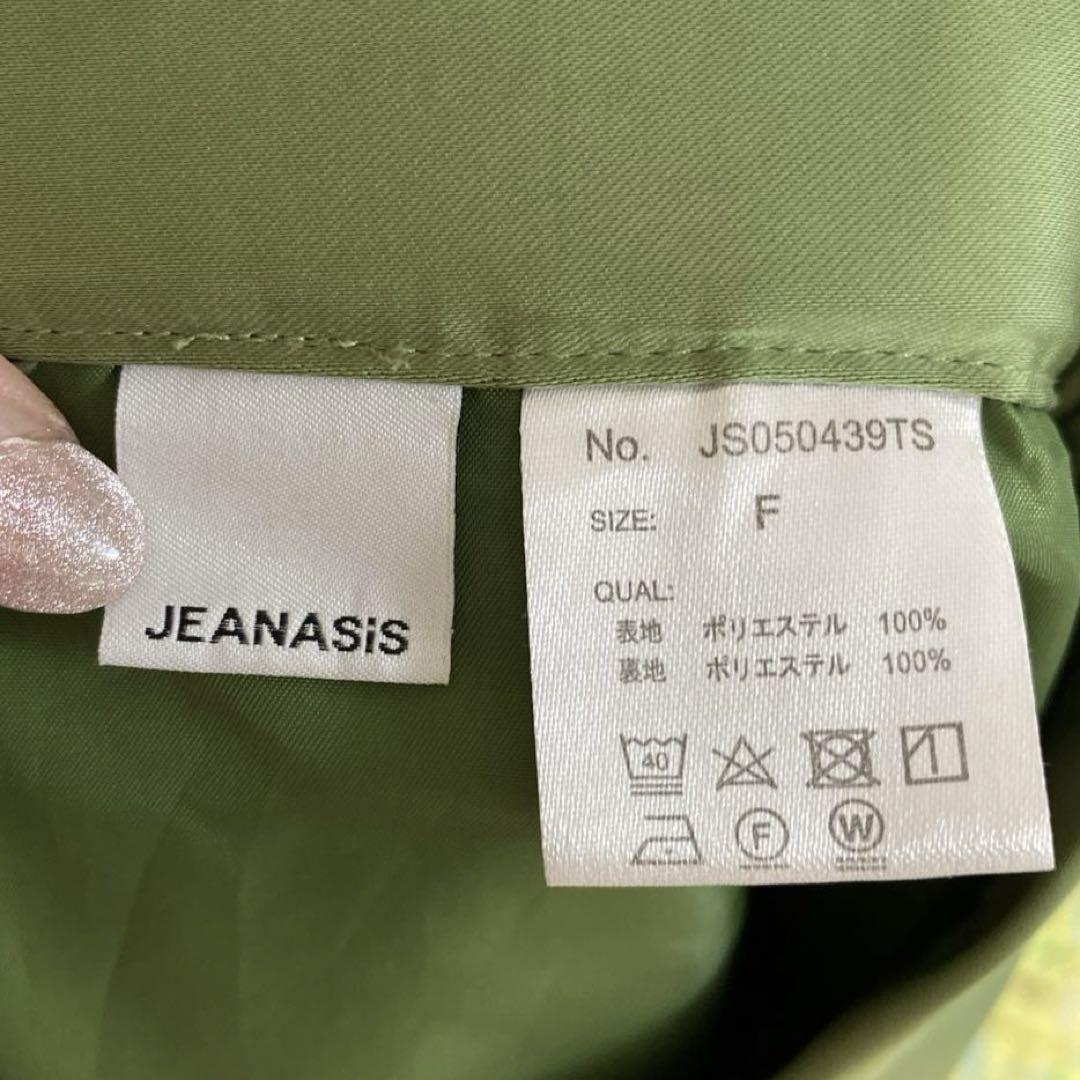 JEANASiS
No. JS050439TS
SIZE: F
QUAL:
表地 ポリエステル 100%
裏地 ポリエステル 100%
40
F W